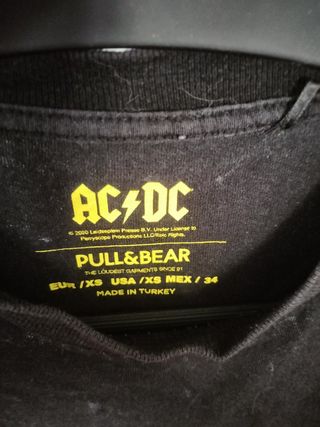 AC⚡DC
© 2020 Leidseplein Presse B.V. Under License to
Perryscope Productions LLC/Epic Rights.
PULL&BEAR
THE LOUDEST GARMENTS SINCE 91
EUR / XS USA / XS MEX / 34
MADE IN TURKEY